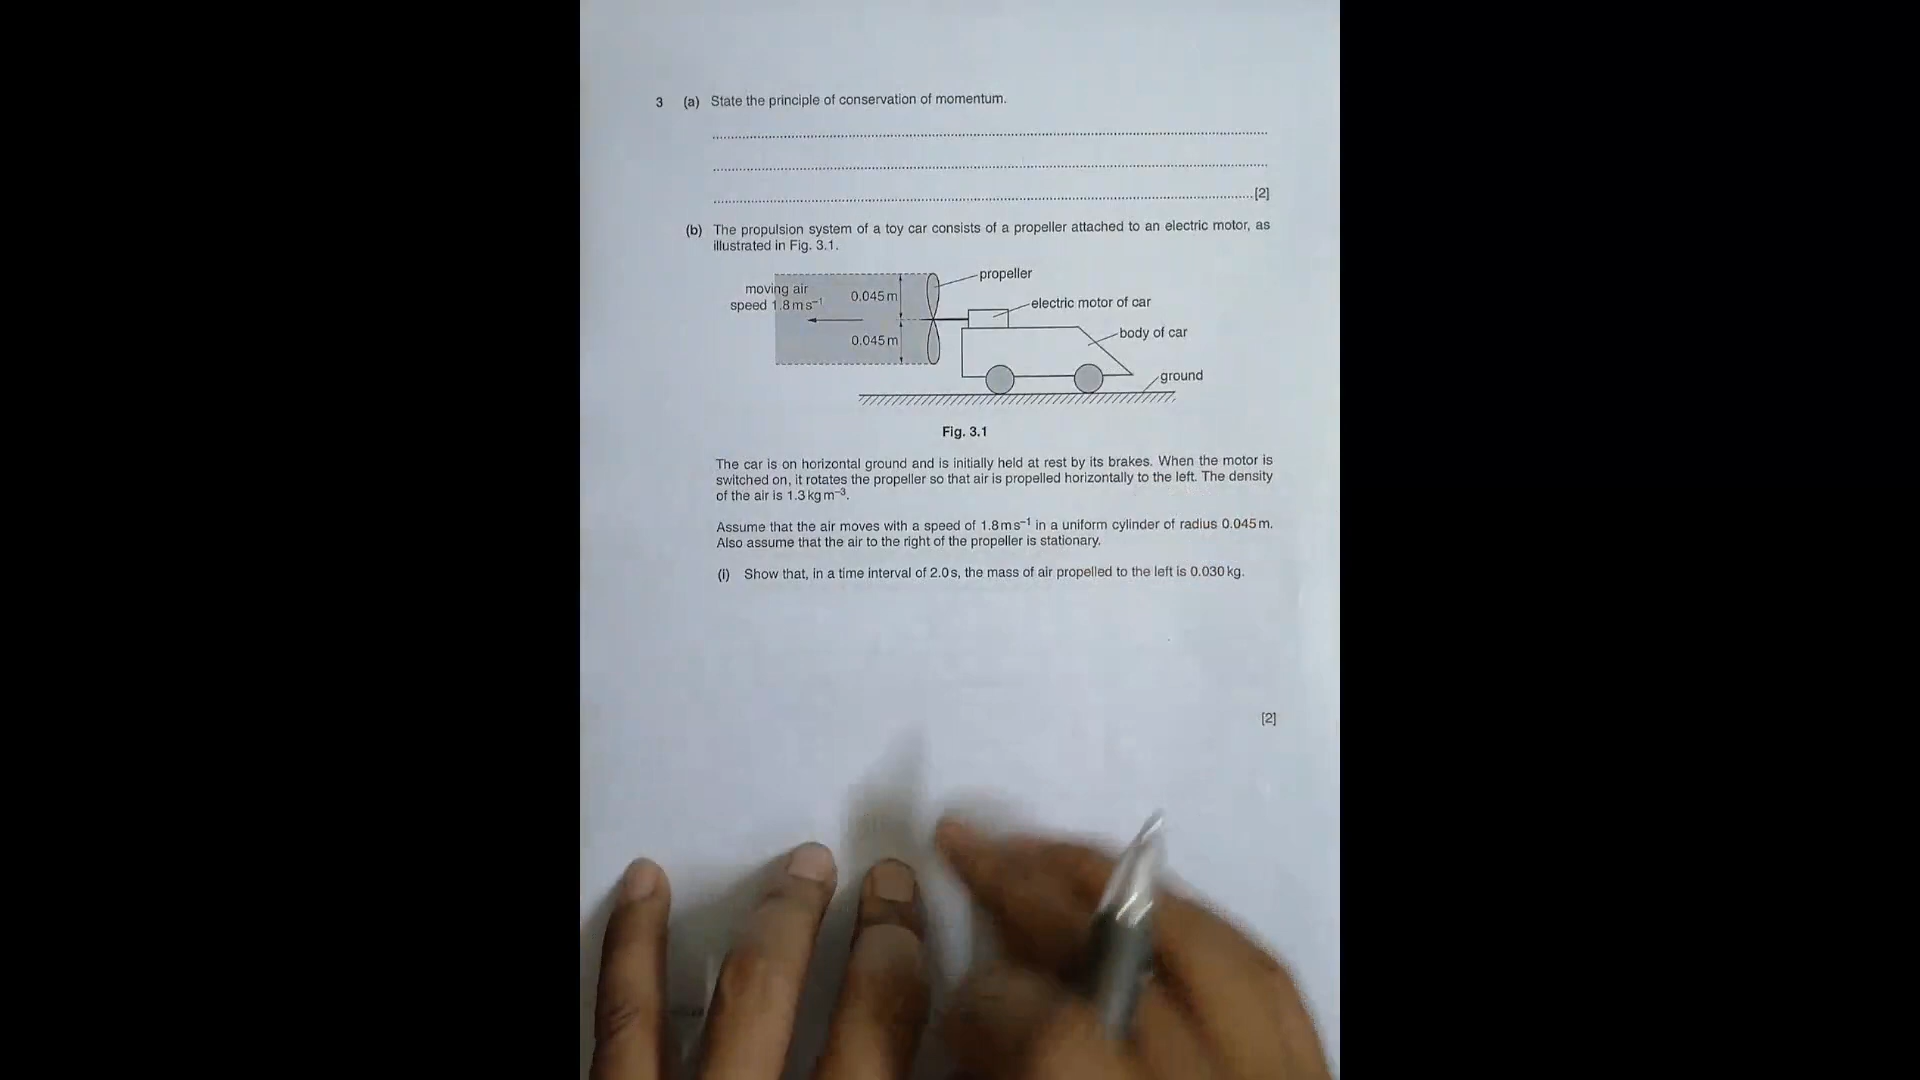 3 (a) State the principle of conservation of momentum.
[2]
(b) The propulsion system of a toy car consists of a propeller attached to an electric motor, as
illustrated in Fig. 3.1.
propeller
moving air
speed 1.8 m s⁻¹
0.045 m
electric motor of car
0.045 m
body of car
ground
Fig. 3.1
The car is on horizontal ground and is initially held at rest by its brakes. When the motor is
switched on, it rotates the propeller so that air is propelled horizontally to the left. The density
of the air is 1.3 kg m⁻³.
Assume that the air moves with a speed of 1.8 m s⁻¹ in a uniform cylinder of radius 0.045 m.
Also assume that the air to the right of the propeller is stationary.
(i) Show that, in a time interval of 2.0 s, the mass of air propelled to the left is 0.030 kg.
[2]